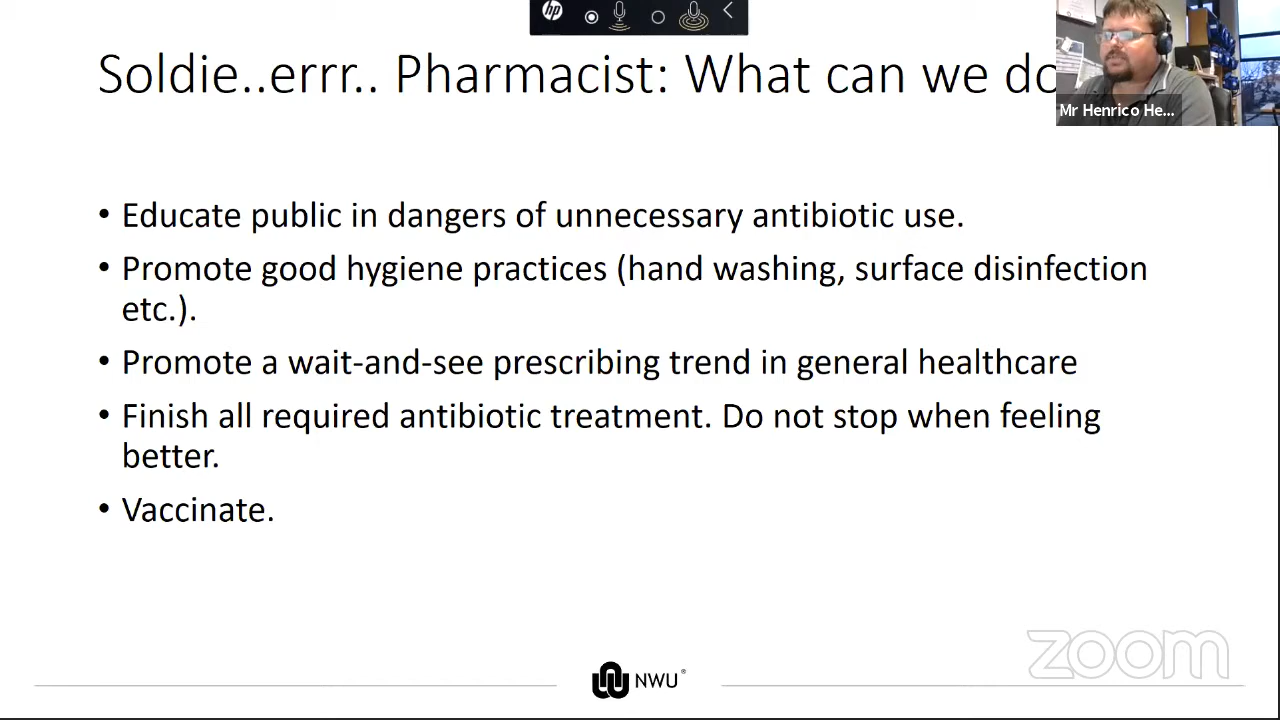 hp
Soldie..errr.. Pharmacist: What can we do
Mr Henrico He...
• Educate public in dangers of unnecessary antibiotic use.
• Promote good hygiene practices (hand washing, surface disinfection
etc.).
• Promote a wait-and-see prescribing trend in general healthcare
• Finish all required antibiotic treatment. Do not stop when feeling
better.
• Vaccinate.
zoom
NWU®